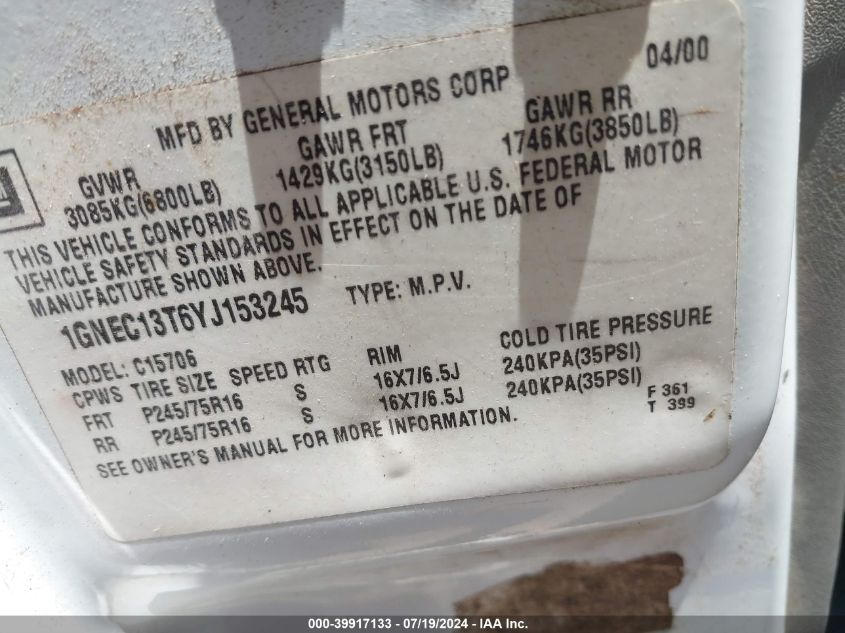 04/00
MFD BY GENERAL MOTORS CORP
GVWR GAWR FRT GAWR RR
3085KG(6800LB) 1429KG(3150LB) 1746KG(3850LB)
THIS VEHICLE CONFORMS TO ALL APPLICABLE U.S. FEDERAL MOTOR
VEHICLE SAFETY STANDARDS IN EFFECT ON THE DATE OF
MANUFACTURE SHOWN ABOVE.
1GNEC13T6YJ153245 TYPE: M.P.V.
MODEL: C15706
CPWS TIRE SIZE SPEED RTG RIM COLD TIRE PRESSURE
FRT P245/75R16 S 16X7/6.5J 240KPA(35PSI)
RR P245/75R16 S 16X7/6.5J 240KPA(35PSI)
SEE OWNER'S MANUAL FOR MORE INFORMATION.
F 361
T 399
000-39917133 - 07/19/2024 - IAA Inc.